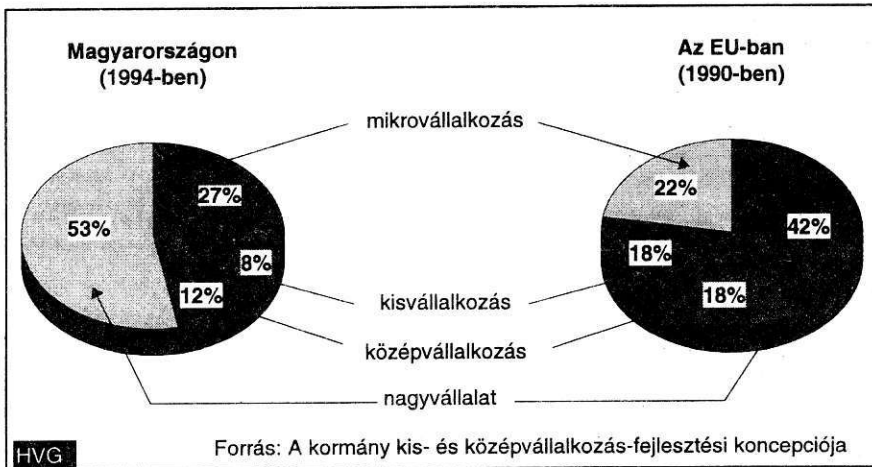 Magyarországon
(1994-ben)
Az EU-ban
(1990-ben)
mikrovállalkozás
27%
53%
8%
12%
22%
42%
18%
18%
kisvállalkozás
középvállalkozás
nagyvállalat
HVG
Forrás: A kormány kis- és középvállalkozás-fejlesztési koncepciója